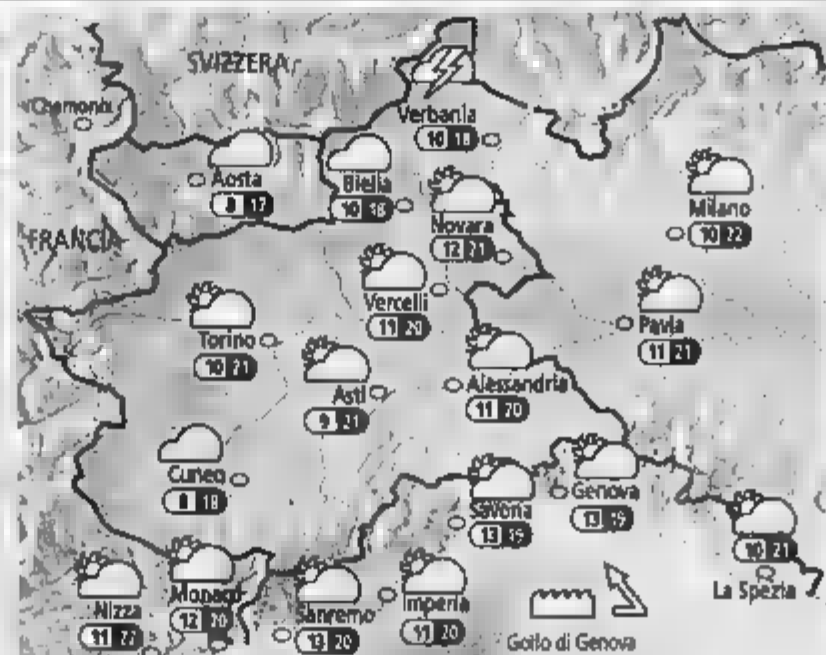 SVIZZERA
Chamonix
Verbania
10 18
Aosta
8 17
Biella
10 18
Milano
10 22
Novara
12 21
FRANCIA
Vercelli
11 20
Pavia
11 21
Torino
10 21
Asti
9 21
Alessandria
11 20
Cuneo
8 18
Savona
13 19
Genova
13 19
10 21
La Spezia
Nizza
11 22
Monaco
12 20
Sanremo
13 20
Imperia
11 20
Golfo di Genova